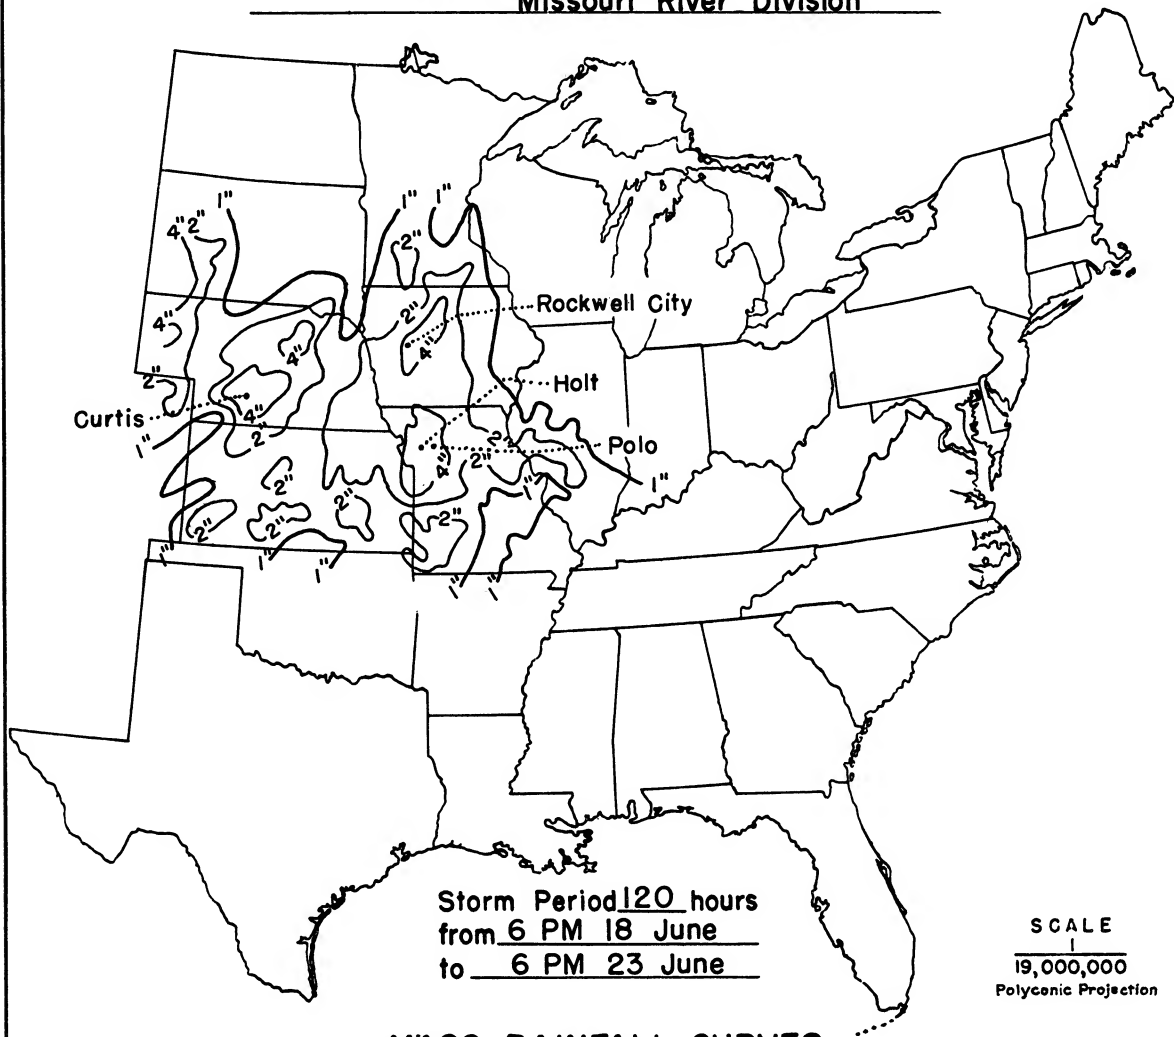 Missouri River Division
1" 1" 1"
4" 2"
2"
Rockwell City
4" 2"
4" 4"
2" Holt
Curtis 4"
1" 2" 2" Polo
4" 2"
2" 1" 1"
2"
2" 2" 2"
1" 1" 1" 1" 1"
Storm Period 120 hours
from 6 PM 18 June
to 6 PM 23 June
SCALE
1
19,000,000
Polyconic Projection
MASS RAINFALL CURVES